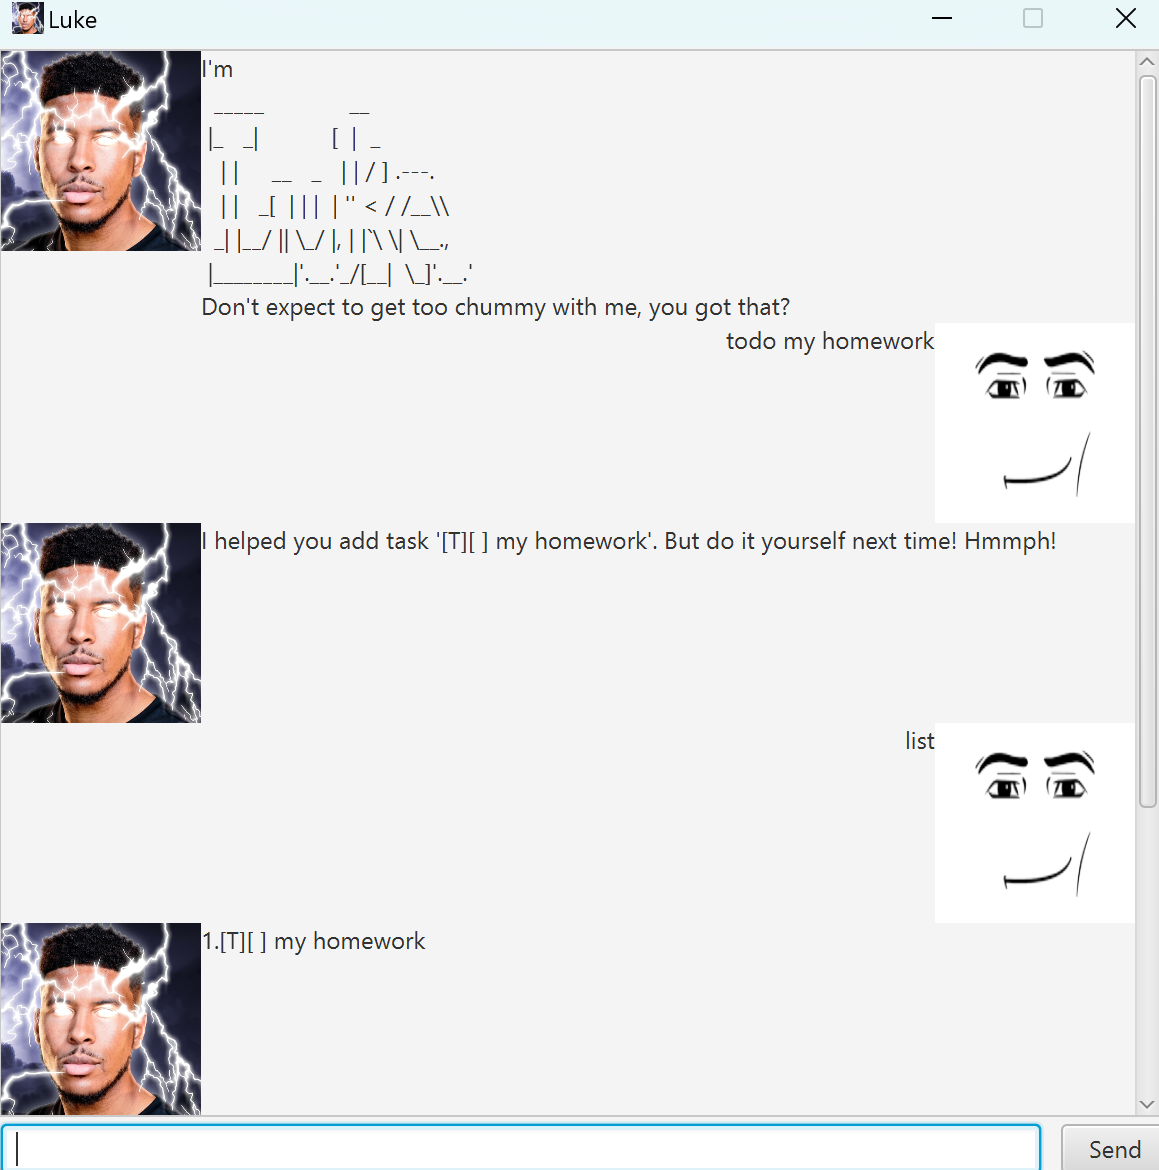 Luke
I'm
  _____             __
 |_   _|           [  |  _
   | |     __   _   | | / ] .---.
   | |   _[  | | |  | '' < / /__\\
  _| |__/ || \_/ |, | |`\ \| \__.,
 |________|'.__.'_/[__|  \_]'.__.'
Don't expect to get too chummy with me, you got that?
todo my homework
I helped you add task '[T][ ] my homework'. But do it yourself next time! Hmmph!
list
1.[T][ ] my homework
Send